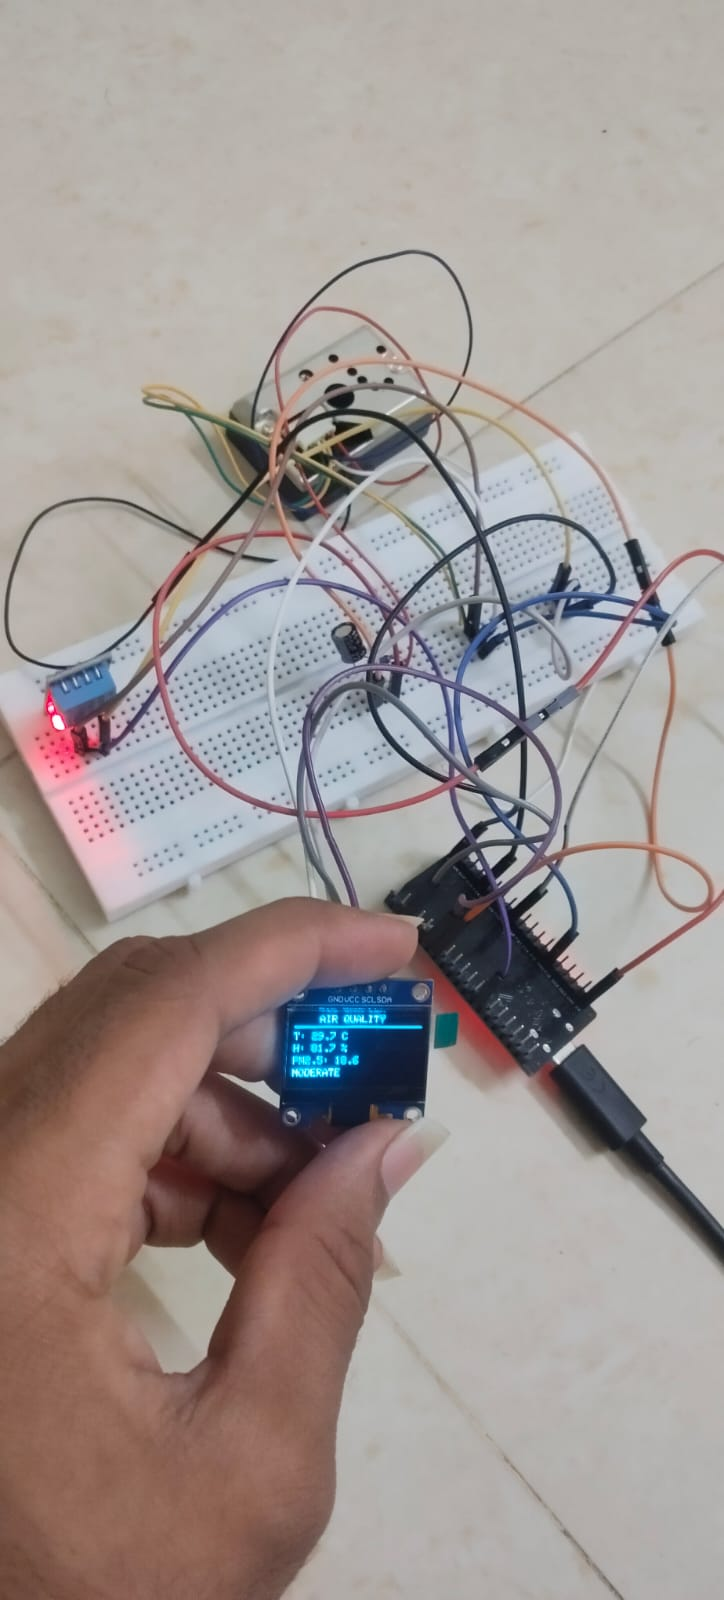 GND VCC SCL SDA
AIR QUALITY
T: 29.7 C
H: 81.7 %
PM2.5: 18.6
MODERATE